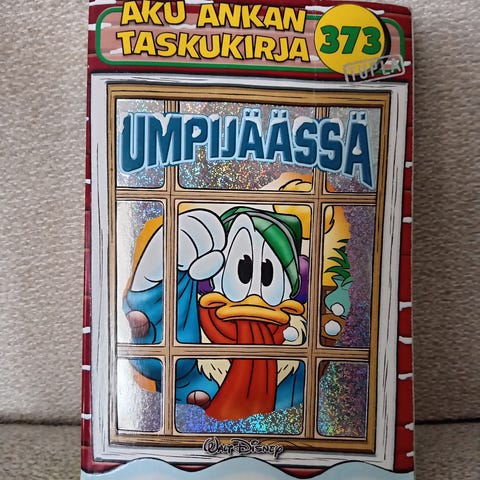 AKU ANKAN
TASKUKIRJA
373
TUPLA
UMPIJÄÄSSÄ
WALT DISNEY